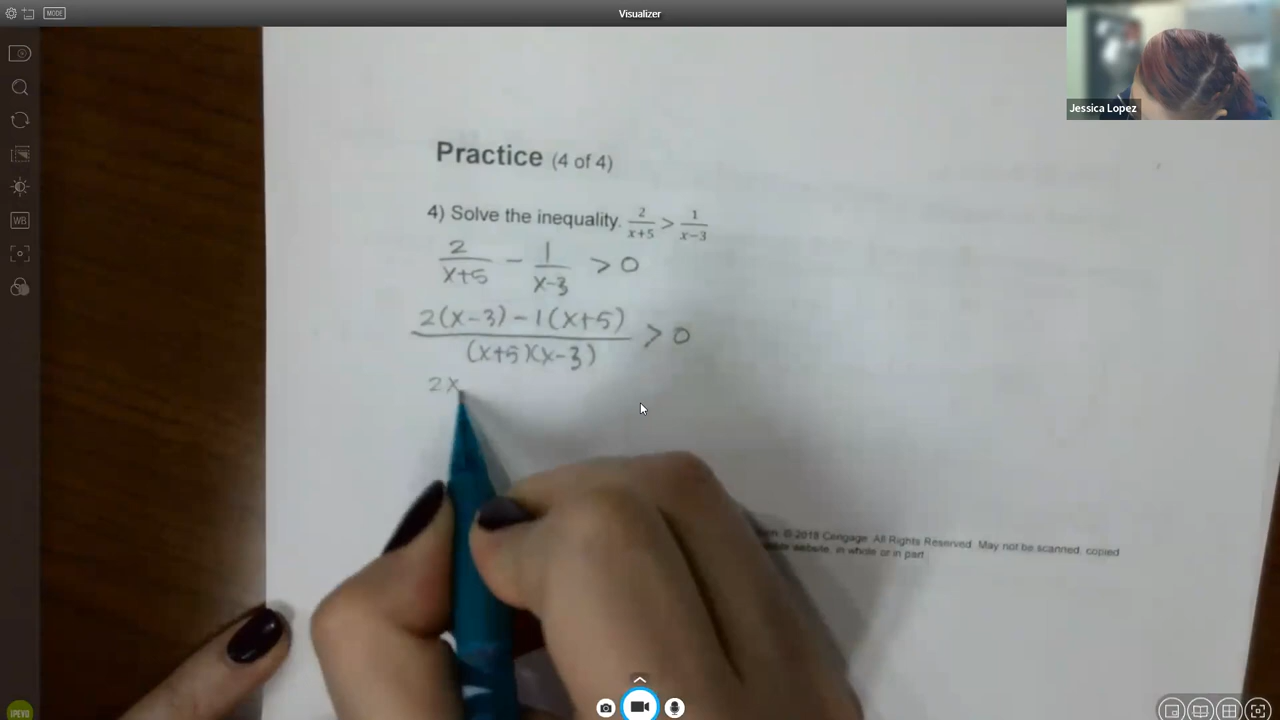 MODE
Visualizer
Jessica Lopez
WB
Practice (4 of 4)
4) Solve the inequality. 2/(x+5) > 1/(x−3)
2/(x+5) - 1/(x-3) > 0
(2(x-3)-1(x+5))/((x+5)(x-3)) > 0
2x
© 2018 Cengage. All Rights Reserved. May not be scanned, copied
website, in whole or in part.
IPEVO